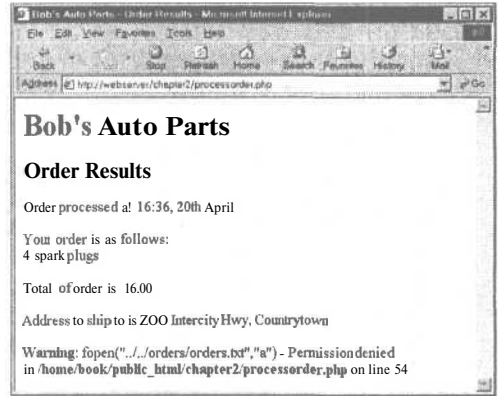 Bob's Auto Parts - Order Results - Microsoft Internet Explorer
File Edit View Favorites Tools Help
Back Stop Refresh Home Search Favorites History Mail
Address http://webserver/chapter2/processorder.php Go
Bob's Auto Parts
Order Results
Order processed a! 16:36, 20th April
Your order is as follows:
4 spark plugs
Total of order is 16.00
Address to ship to is ZOO Intercity Hwy, Countrytown
Warning: fopen("../../orders/orders.txt","a") - Permission denied
in /home/book/public_html/chapter2/processorder.php on line 54